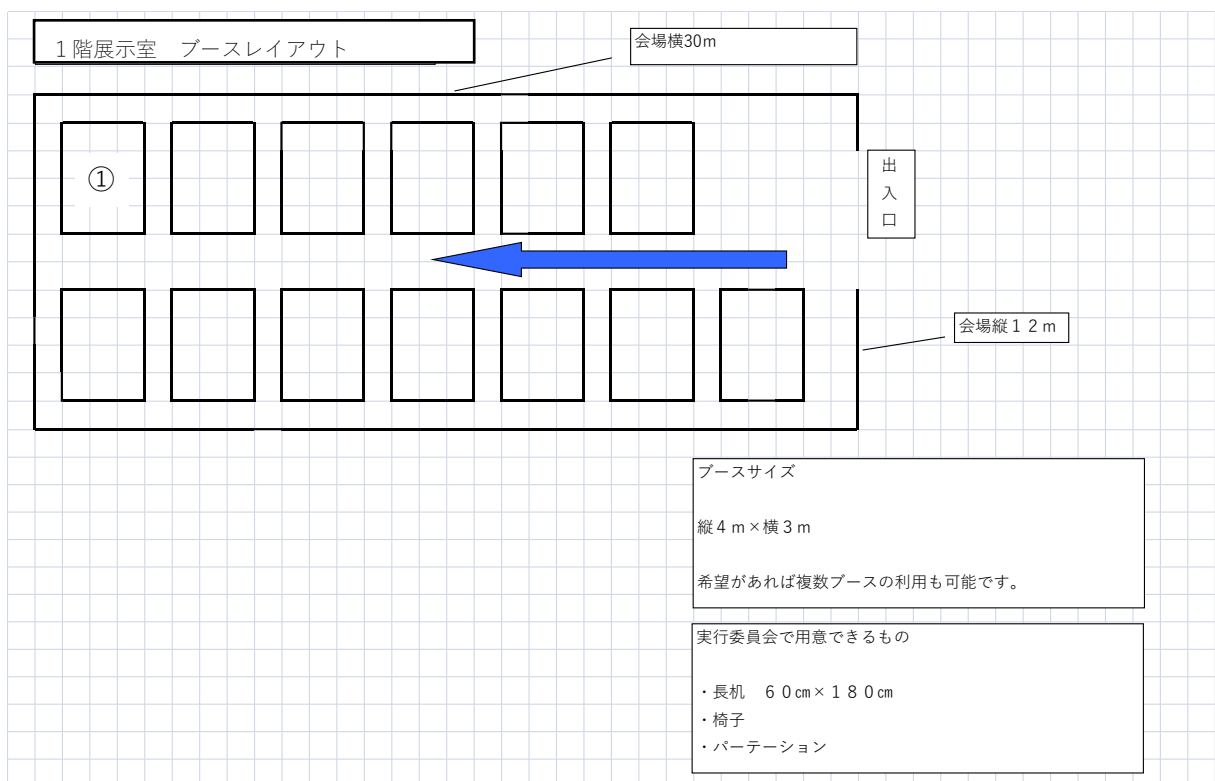 １階展示室　ブースレイアウト
会場横30m
①
出
入
口
会場縦１２ｍ
ブースサイズ
縦４ｍ×横３ｍ
希望があれば複数ブースの利用も可能です。
実行委員会で用意できるもの
・長机　６０㎝×１８０㎝
・椅子
・パーテーション